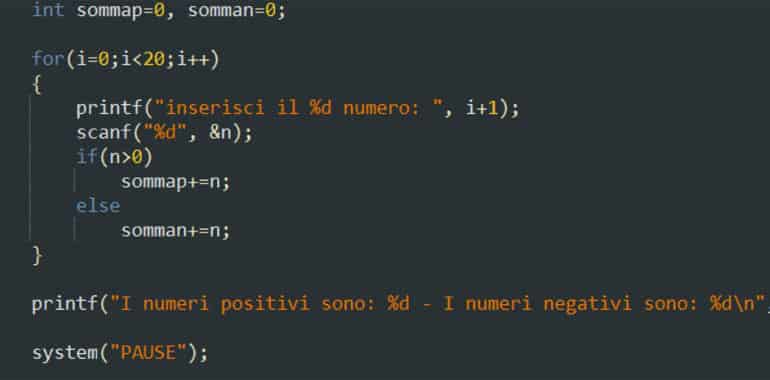 int sommap=0, somman=0;
for(i=0;i<20;i++)
{
printf("inserisci il %d numero: ", i+1);
scanf("%d", &n);
if(n>0)
sommap+=n;
else
somman+=n;
}
printf("I numeri positivi sono: %d - I numeri negativi sono: %d\n",
system("PAUSE");